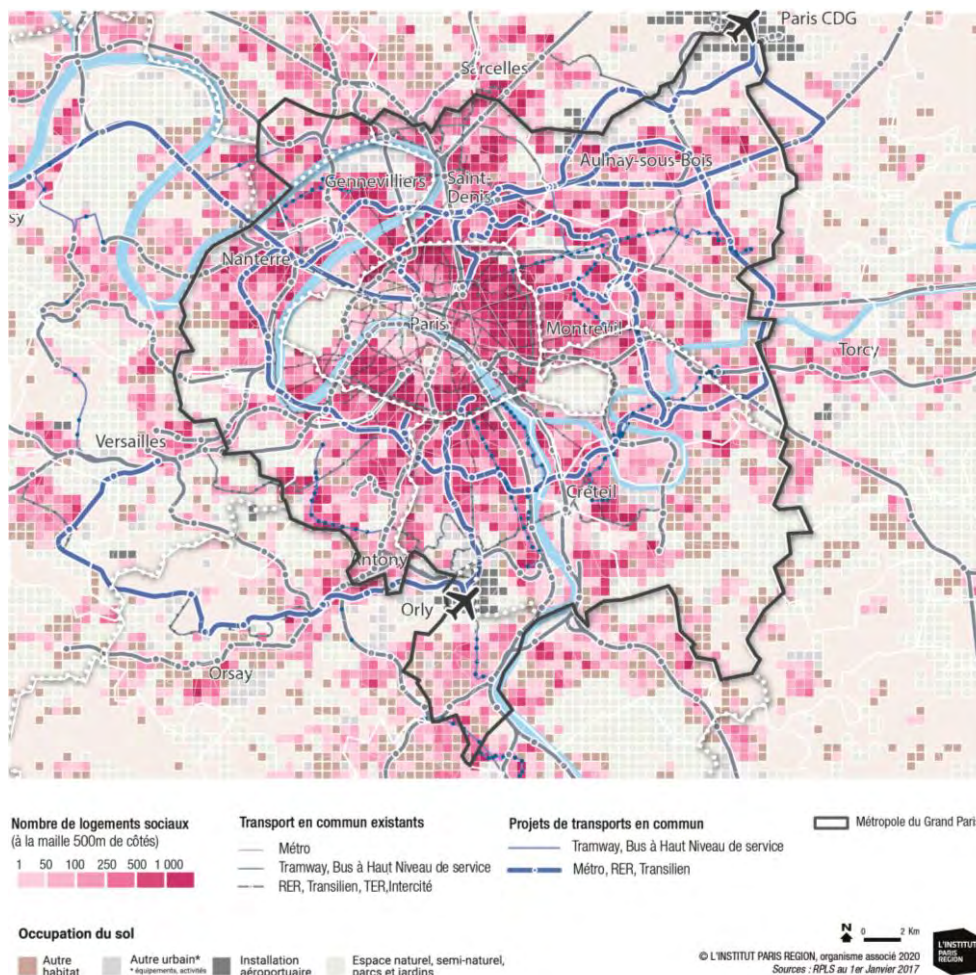 Paris CDG
Sarcelles
Aulnay-sous-Bois
Gennevilliers
Saint-
Denis
sy
Nanterre
Paris
Montreuil
Torcy
Versailles
Créteil
Antony
Orly
Orsay
Nombre de logements sociaux
(à la maille 500m de côtés)
1 50 100 250 500 1 000
Transport en commun existants
Métro
Tramway, Bus à Haut Niveau de service
RER, Transilien, TER,Intercité
Projets de transports en commun
Tramway, Bus à Haut Niveau de service
Métro, RER, Transilien
Métropole du Grand Paris
Occupation du sol
Autre
habitat
Autre urbain*
* équipements, activités
Installation
aéroportuaire
Espace naturel, semi-naturel,
parcs et jardins
N
0 2 Km
© L'INSTITUT PARIS REGION, organisme associé 2020
Sources : RPLS au 1er Janvier 2017
L'INSTITUT
PARIS
REGION